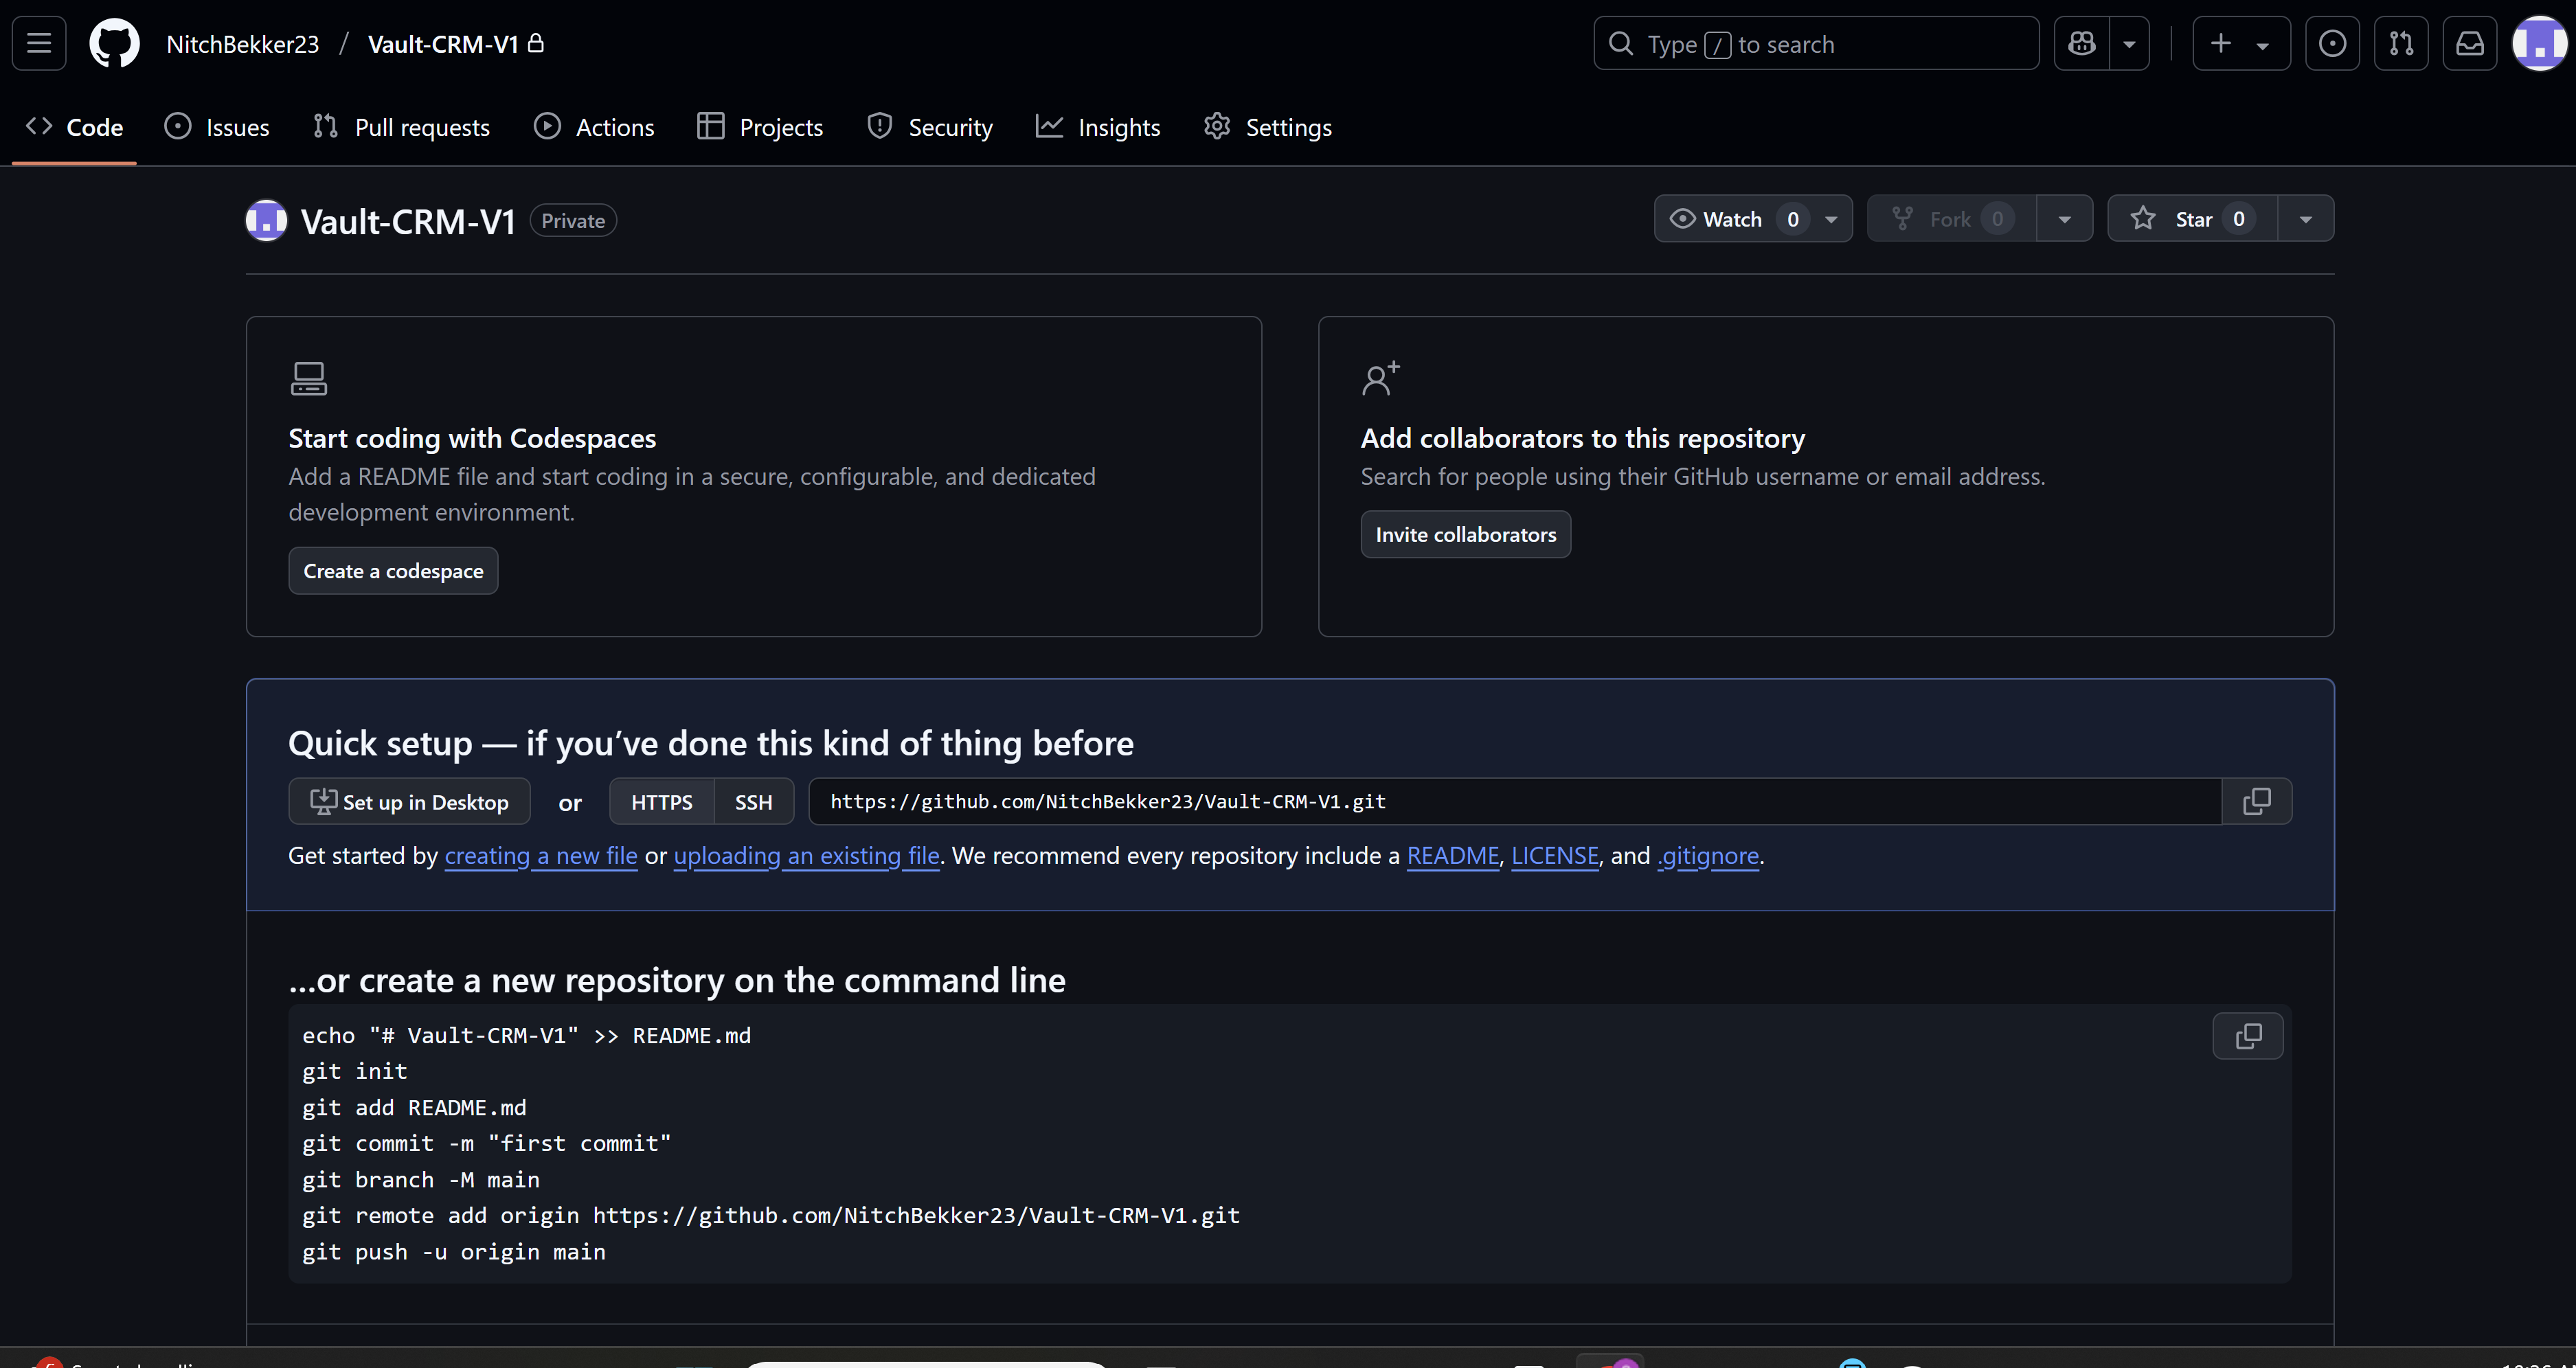 NitchBekker23 / Vault-CRM-V1
Type / to search
Code
Issues
Pull requests
Actions
Projects
Security
Insights
Settings
Vault-CRM-V1 Private
Watch 0
Fork 0
Star 0
Start coding with Codespaces
Add a README file and start coding in a secure, configurable, and dedicated
development environment.
Create a codespace
Add collaborators to this repository
Search for people using their GitHub username or email address.
Invite collaborators
Quick setup — if you’ve done this kind of thing before
Set up in Desktop or HTTPS SSH https://github.com/NitchBekker23/Vault-CRM-V1.git
Get started by creating a new file or uploading an existing file. We recommend every repository include a README, LICENSE, and .gitignore.
…or create a new repository on the command line
echo "# Vault-CRM-V1" >> README.md
git init
git add README.md
git commit -m "first commit"
git branch -M main
git remote add origin https://github.com/NitchBekker23/Vault-CRM-V1.git
git push -u origin main